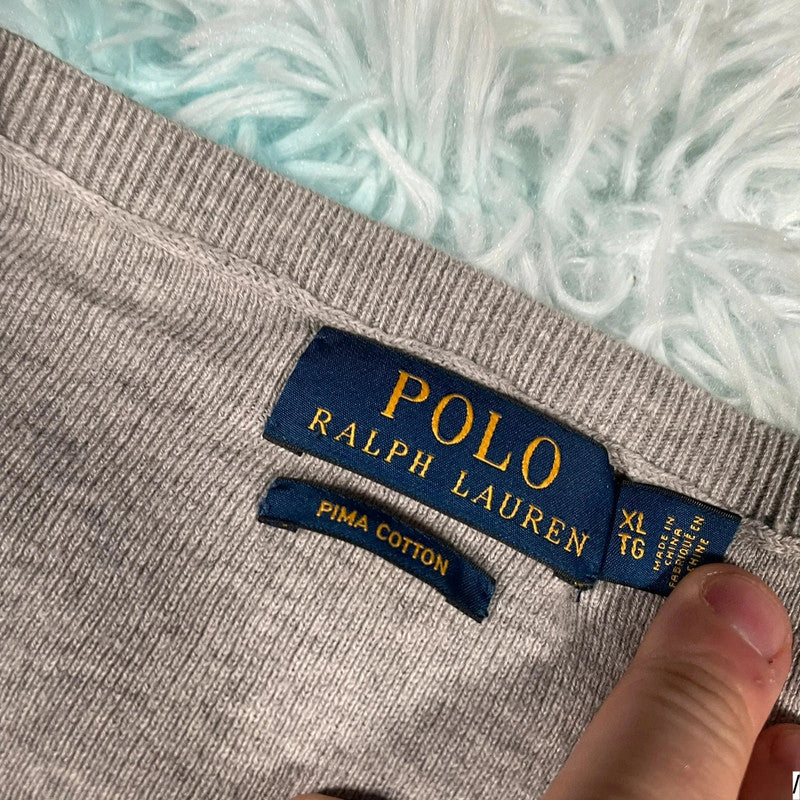 POLO
RALPH LAUREN
PIMA COTTON
XL
TG
MADE IN
CHINA
FABRIQUÉ EN
CHINE